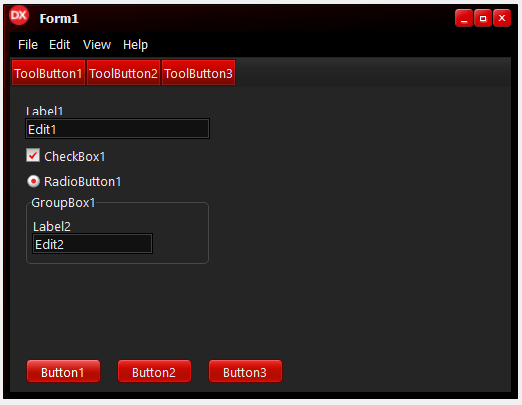 DX Form1
File Edit View Help
ToolButton1 ToolButton2 ToolButton3
Label1
Edit1
CheckBox1
RadioButton1
GroupBox1
Label2
Edit2
Button1 Button2 Button3